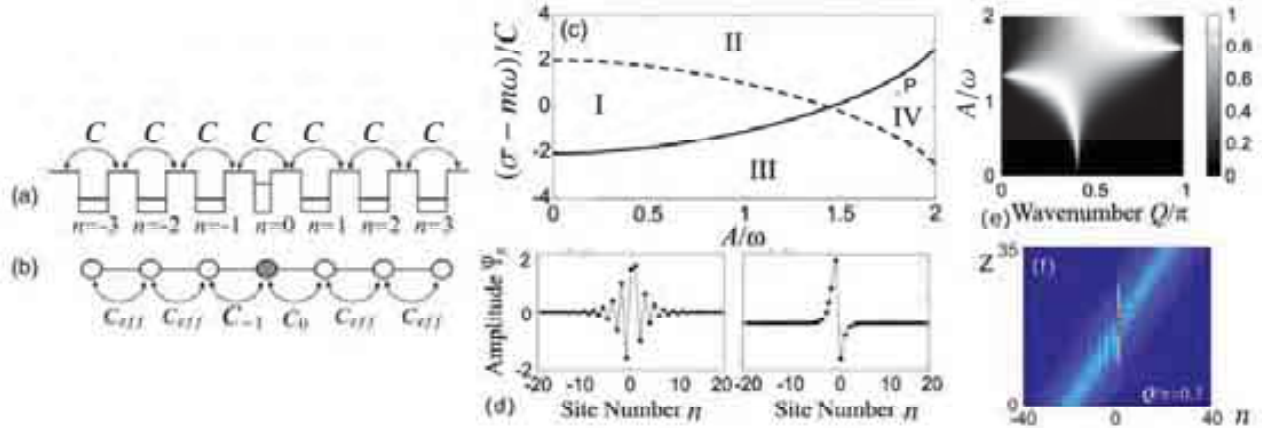 C C C C C C C
(a)
n=-3 n=-2 n=-1 n=0 n=1 n=2 n=3
(b)
C_eff C_eff C_-1 C_0 C_eff C_eff
(c)
(σ − mω)/C
4
2
0
-2
-4
I
II
III
IV
P
0 0.5 1 1.5 2
A/ω
Amplitude Ψ_n
2
0
-2
-20 -10 0 10 20
-20 -10 0 10 20
(d)
Site Number n
Site Number n
A/ω
2
1
0
0 0.5 1
1
0.8
0.6
0.4
0.2
0
(e) Wavenumber Q/π
Z
35
0
(f)
-40 0 40
n